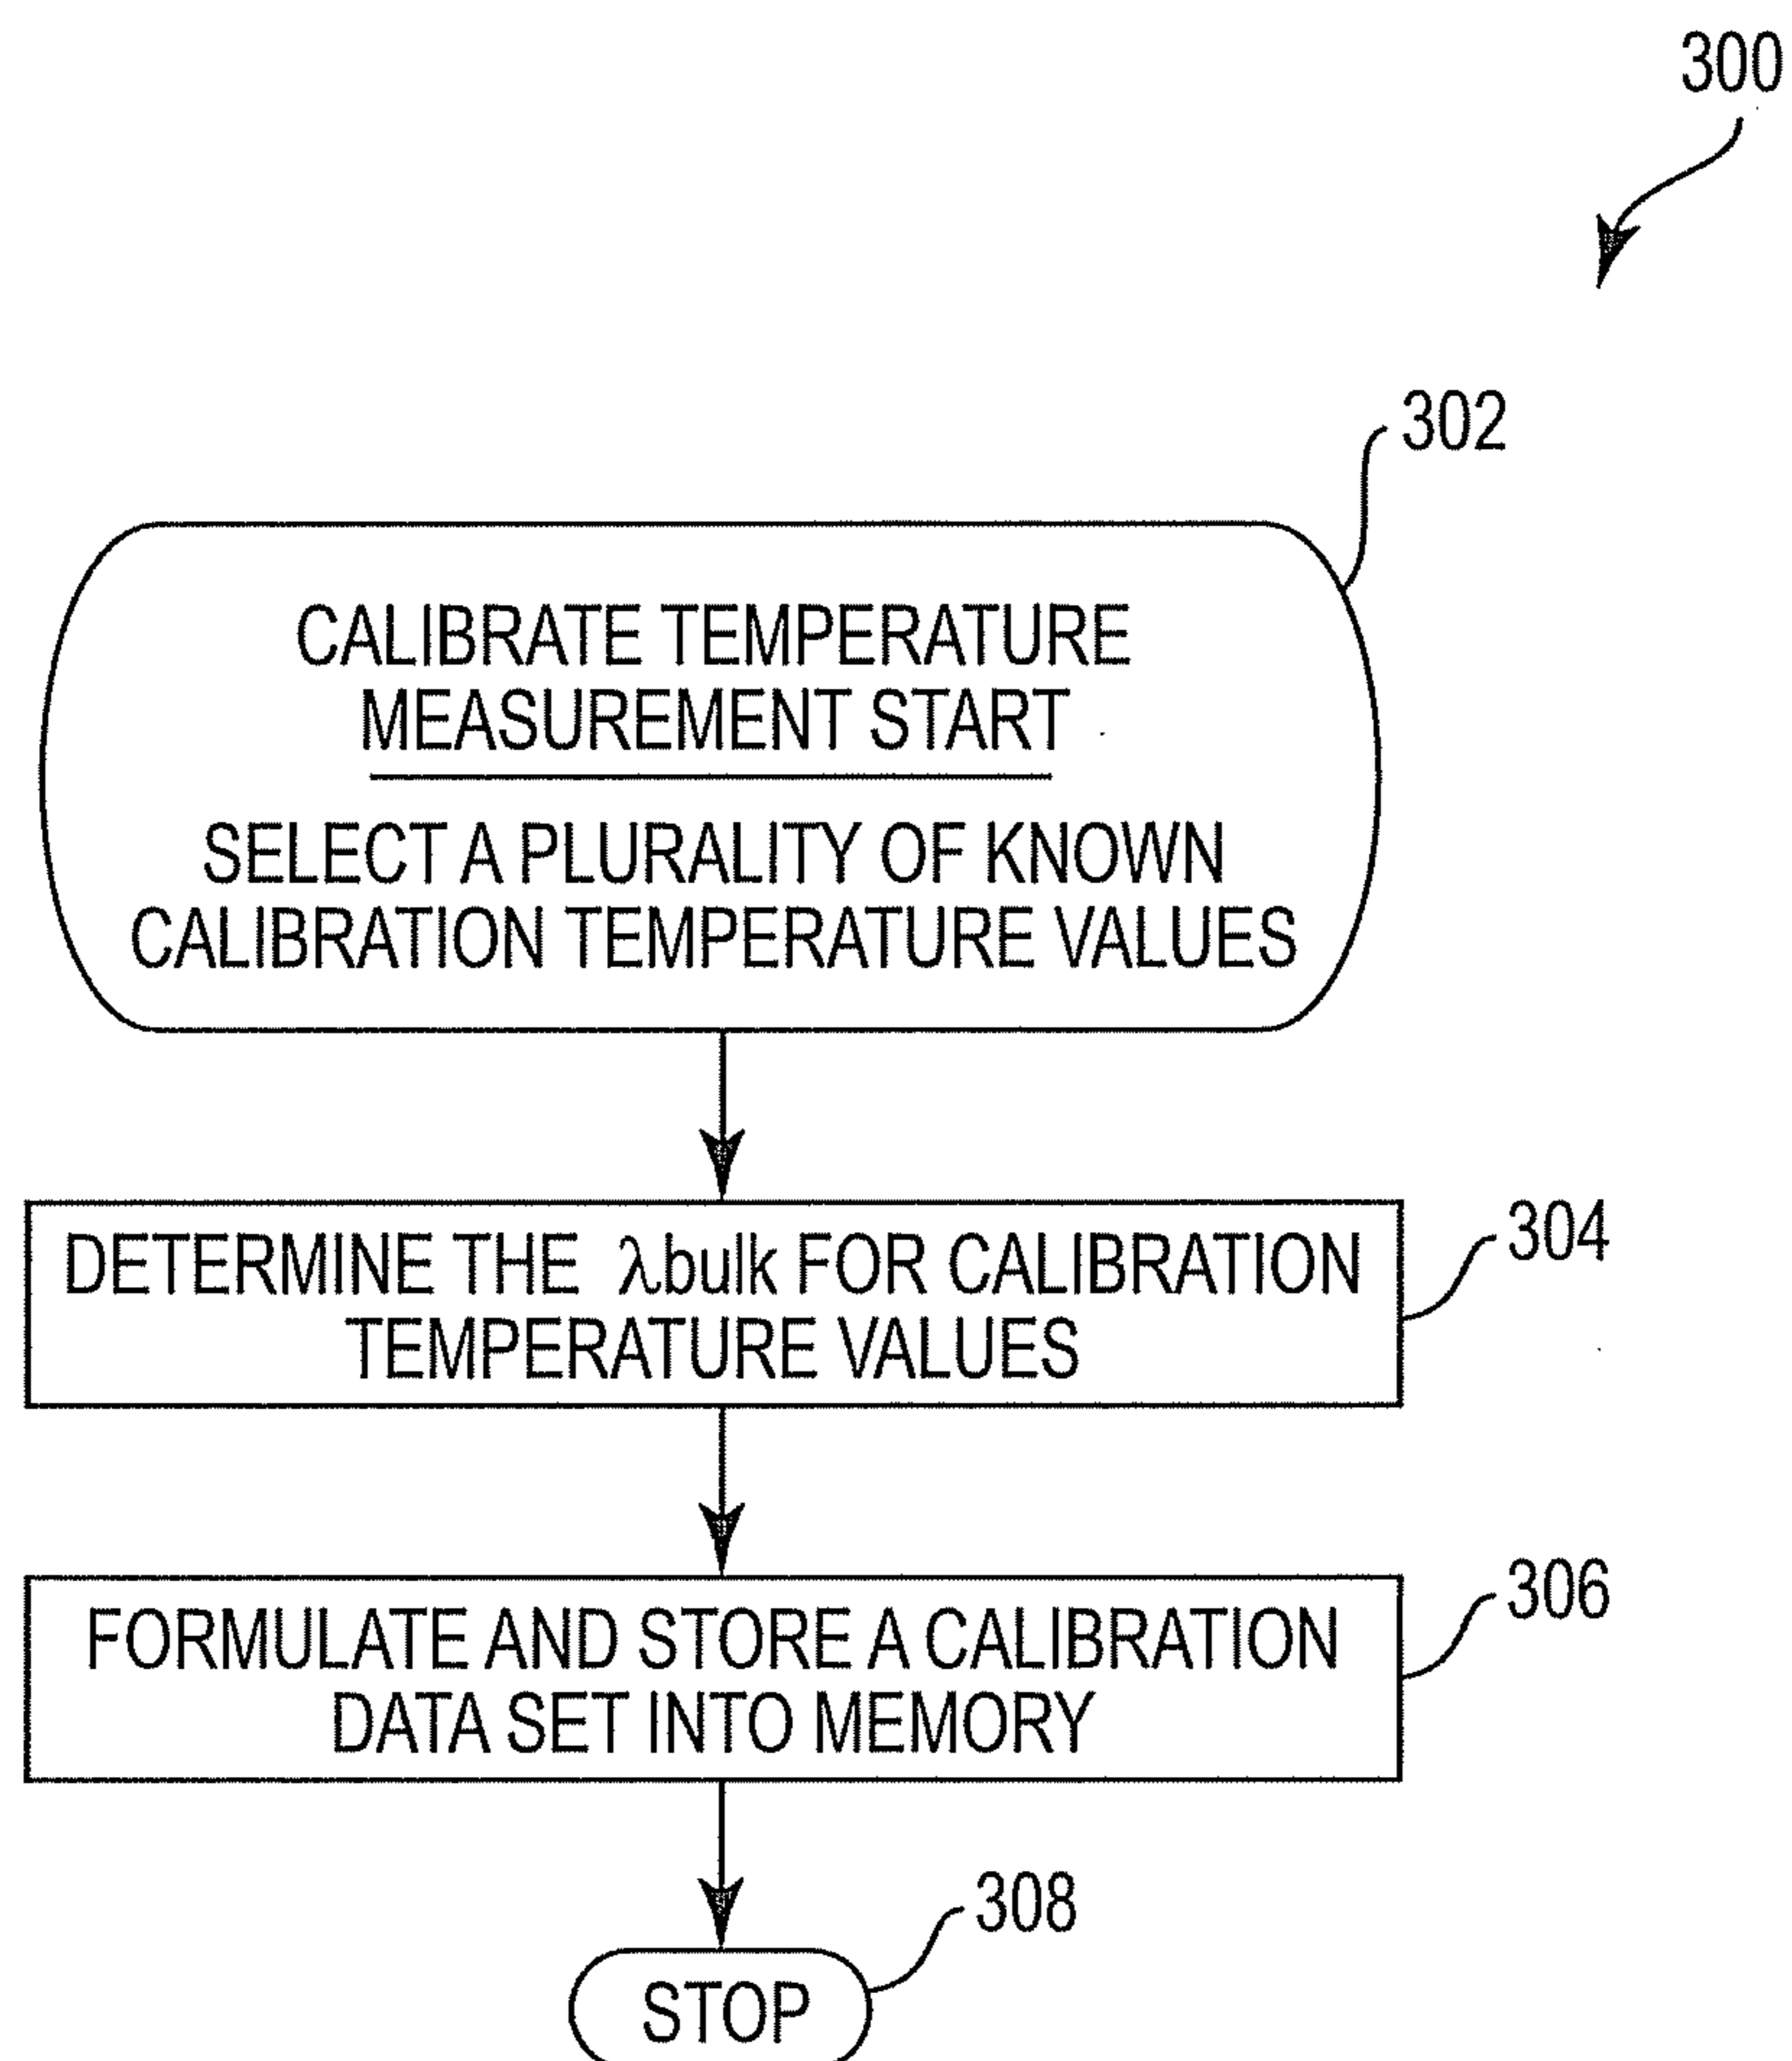 300
302
CALIBRATE TEMPERATURE
MEASUREMENT START
SELECT A PLURALITY OF KNOWN
CALIBRATION TEMPERATURE VALUES
304
DETERMINE THE λbulk FOR CALIBRATION
TEMPERATURE VALUES
306
FORMULATE AND STORE A CALIBRATION
DATA SET INTO MEMORY
308
STOP